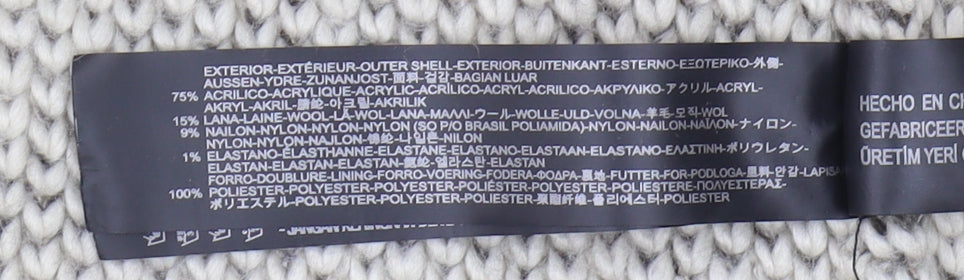 EXTERIOR-EXTÉRIEUR-OUTER SHELL-EXTERIOR-BUITENKANT-ESTERNO-ΕΞΩΤΕΡΙΚΟ-外側-
AUSSEN-YDRE-ZUNANJOST-面料-겉감-BAGIAN LUAR
75% ACRILICO-ACRYLIQUE-ACRYLIC-ACRÍLICO-ACRYL-ACRILICO-ΑΚΡΥΛΙΚΟ-アクリル-ACRYL-
AKRYL-AKRIL-腈纶-아크릴-AKRILIK
15% LANA-LAINE-WOOL-LÃ-WOL-LANA-ΜΑΛΛΙ-ウール-WOLLE-ULD-VOLNA-羊毛-모직-WOL
9% NAILON-NYLON-NYLON-NYLON (SO P/O BRASIL POLIAMIDA)-NYLON-NAILON-ΝΑΪΛΟΝ-ナイロン-
NYLON-NYLON-NAJLON-锦纶-나일론-NILON
1% ELASTANO-ÉLASTHANNE-ELASTANE-ELASTANO-ELASTAAN-ELASTANO-ΕΛΑΣΤΙΝΗ-ポリウレタン-
ELASTAN-ELASTAN-ELASTAN-氨纶-엘라스탄-ELASTAN
FORRO-DOUBLURE-LINING-FORRO-VOERING-FODERA-ΦΟΔΡΑ-裏地-FUTTER-FOR-PODLOGA-里料-안감-LAPISAN
100% POLIESTER-POLYESTER-POLYESTER-POLIÉSTER-POLYESTER-POLIESTERE-ΠΟΛΥΕΣΤΕΡΑΣ-
ポリエステル-POLYESTER-POLYESTER-POLIESTER-聚酯纤维-폴리에스터-POLIESTER
HECHO EN
GEFABRICEER
ÜRETİM YERİ